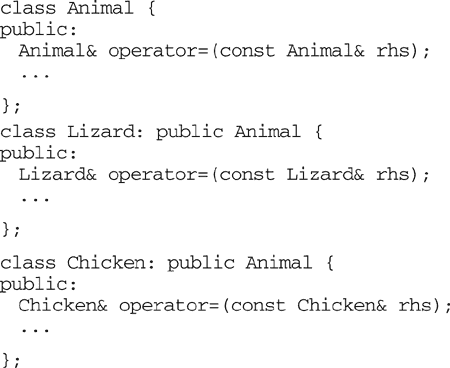 class Animal {
public:
  Animal& operator=(const Animal& rhs);
  ...
};
class Lizard: public Animal {
public:
  Lizard& operator=(const Lizard& rhs);
  ...
};
class Chicken: public Animal {
public:
  Chicken& operator=(const Chicken& rhs);
  ...
};